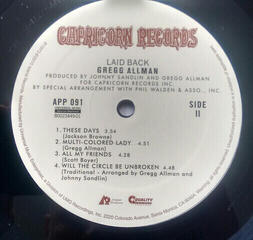 CAPRICORN RECORDS
LAID BACK
GREGG ALLMAN
PRODUCED BY JOHNNY SANDLIN AND GREGG ALLMAN
FOR CAPRICORN RECORDS INC.
BY SPECIAL ARRANGEMENT WITH PHIL WALDEN & ASSO., INC.
APP 091
SIDE
II
1. THESE DAYS 3.54
(Jackson Browne)
2. MULTI-COLORED LADY 4.51
(Gregg Allman)
3. ALL MY FRIENDS 4.28
(Scott Boyer)
4. WILL THE CIRCLE BE UNBROKEN 4.48
(Traditional - Arranged by Gregg Allman and
Johnny Sandlin)
QUALITY